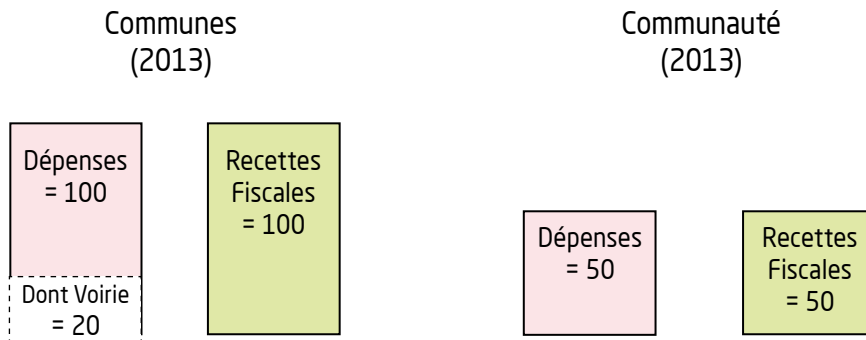 Communes
(2013)
Communauté
(2013)
Dépenses
= 100
Dont Voirie
= 20
Recettes
Fiscales
= 100
Dépenses
= 50
Recettes
Fiscales
= 50